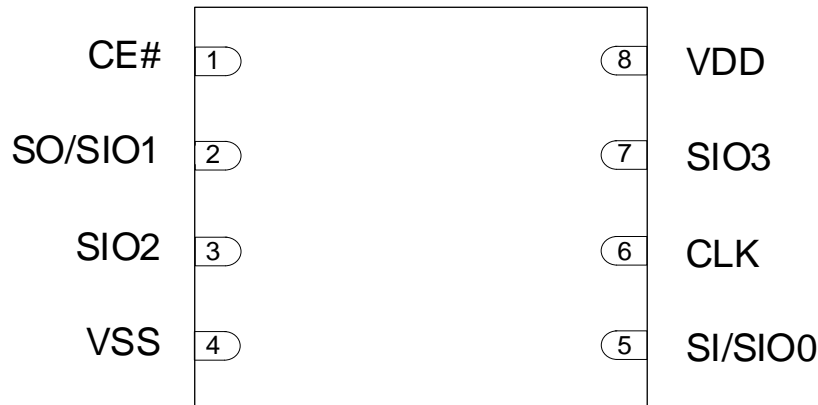 CE# 1 8 VDD
SO/SIO1 2 7 SIO3
SIO2 3 6 CLK
VSS 4 5 SI/SIO0